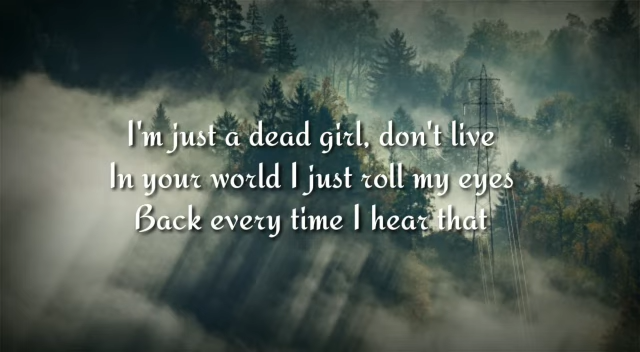 I'm just a dead girl, don't live
In your world I just roll my eyes
Back every time I hear that